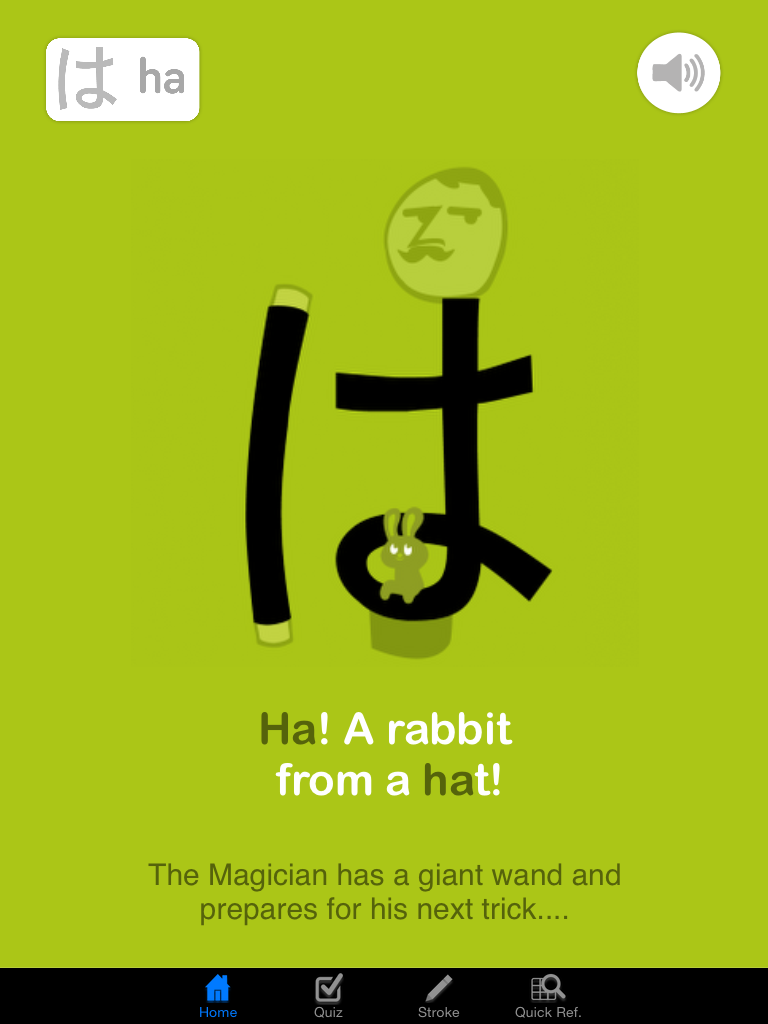 は ha
は
Ha! A rabbit
from a hat!
The Magician has a giant wand and
prepares for his next trick....
Home Quiz Stroke Quick Ref.